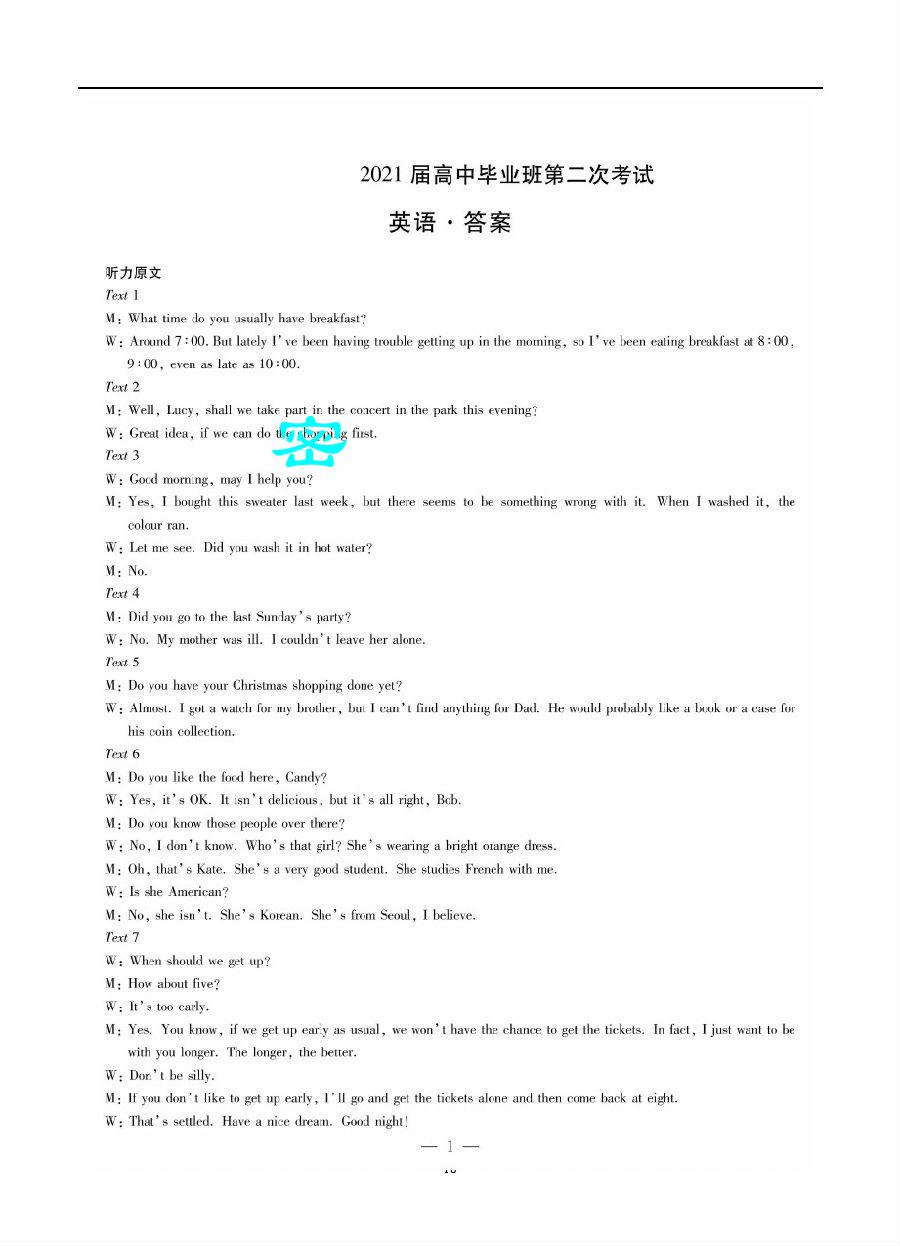 2021 届高中毕业班第二次考试
英语·答案
听力原文
Text 1
M: What time do you usually have breakfast?
W: Around 7:00. But lately I've been having trouble getting up in the morning, so I've been eating breakfast at 8:00,
9:00, even as late as 10:00.
Text 2
M: Well, Lucy, shall we take part in the concert in the park this evening?
W: Great idea, if we can do the shopping first.
密
Text 3
W: Good morning, may I help you?
M: Yes, I bought this sweater last week, but there seems to be something wrong with it. When I washed it, the
colour ran.
W: Let me see. Did you wash it in hot water?
M: No.
Text 4
M: Did you go to the last Sunday's party?
W: No. My mother was ill. I couldn't leave her alone.
Text 5
M: Do you have your Christmas shopping done yet?
W: Almost. I got a watch for my brother, but I can't find anything for Dad. He would probably like a book or a case for
his coin collection.
Text 6
M: Do you like the food here, Candy?
W: Yes, it's OK. It isn't delicious, but it's all right, Bob.
M: Do you know those people over there?
W: No, I don't know. Who's that girl? She's wearing a bright orange dress.
M: Oh, that's Kate. She's a very good student. She studies French with me.
W: Is she American?
M: No, she isn't. She's Korean. She's from Seoul, I believe.
Text 7
W: When should we get up?
M: How about five?
W: It's too early.
M: Yes. You know, if we get up early as usual, we won't have the chance to get the tickets. In fact, I just want to be
with you longer. The longer, the better.
W: Don't be silly.
M: If you don't like to get up early, I'll go and get the tickets alone and then come back at eight.
W: That's settled. Have a nice dream. Good night!
— 1 —